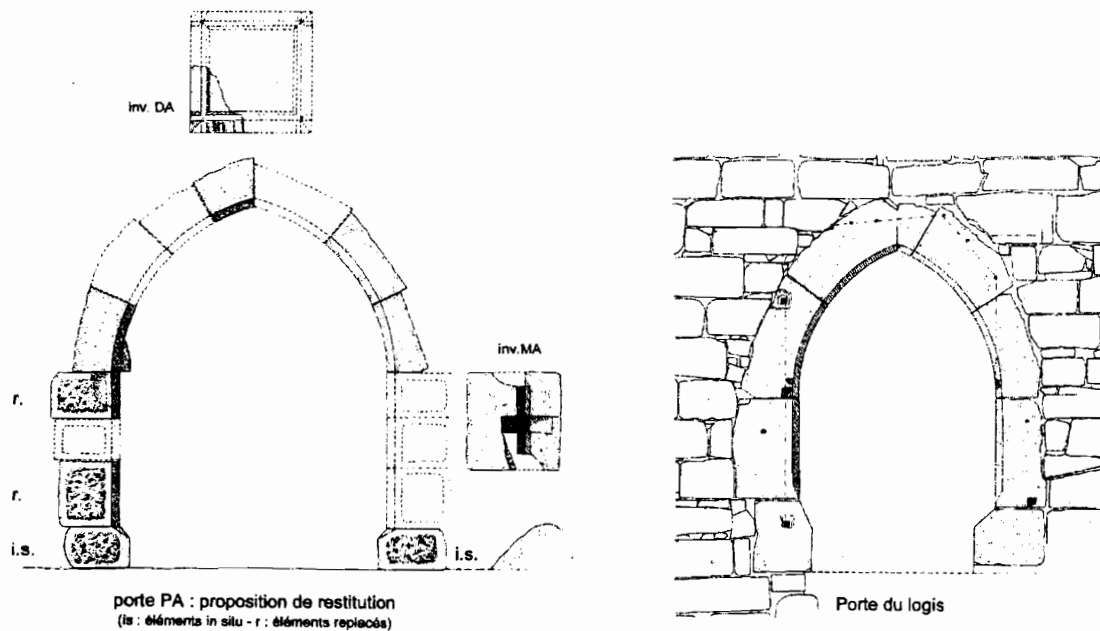 inv. DA
inv.MA
r.
r.
i.s.
i.s.
porte PA : proposition de restitution
(is : éléments in situ - r : éléments replacés)
Porte du logis